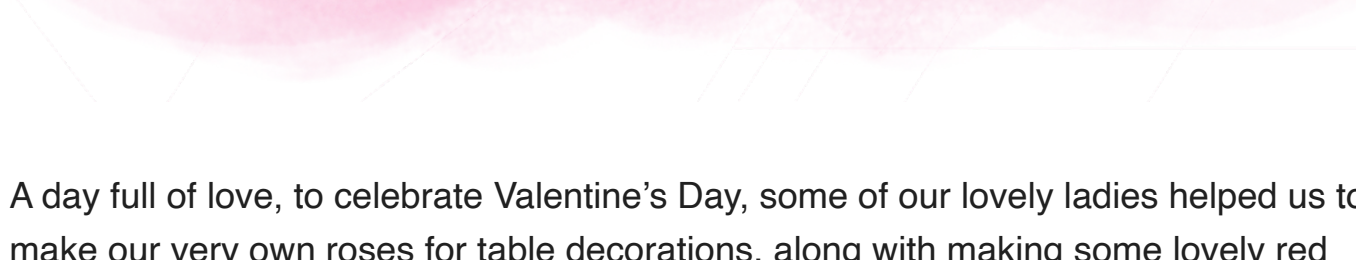 A day full of love, to celebrate Valentine’s Day, some of our lovely ladies helped us to
make our very own roses for table decorations, along with making some lovely red